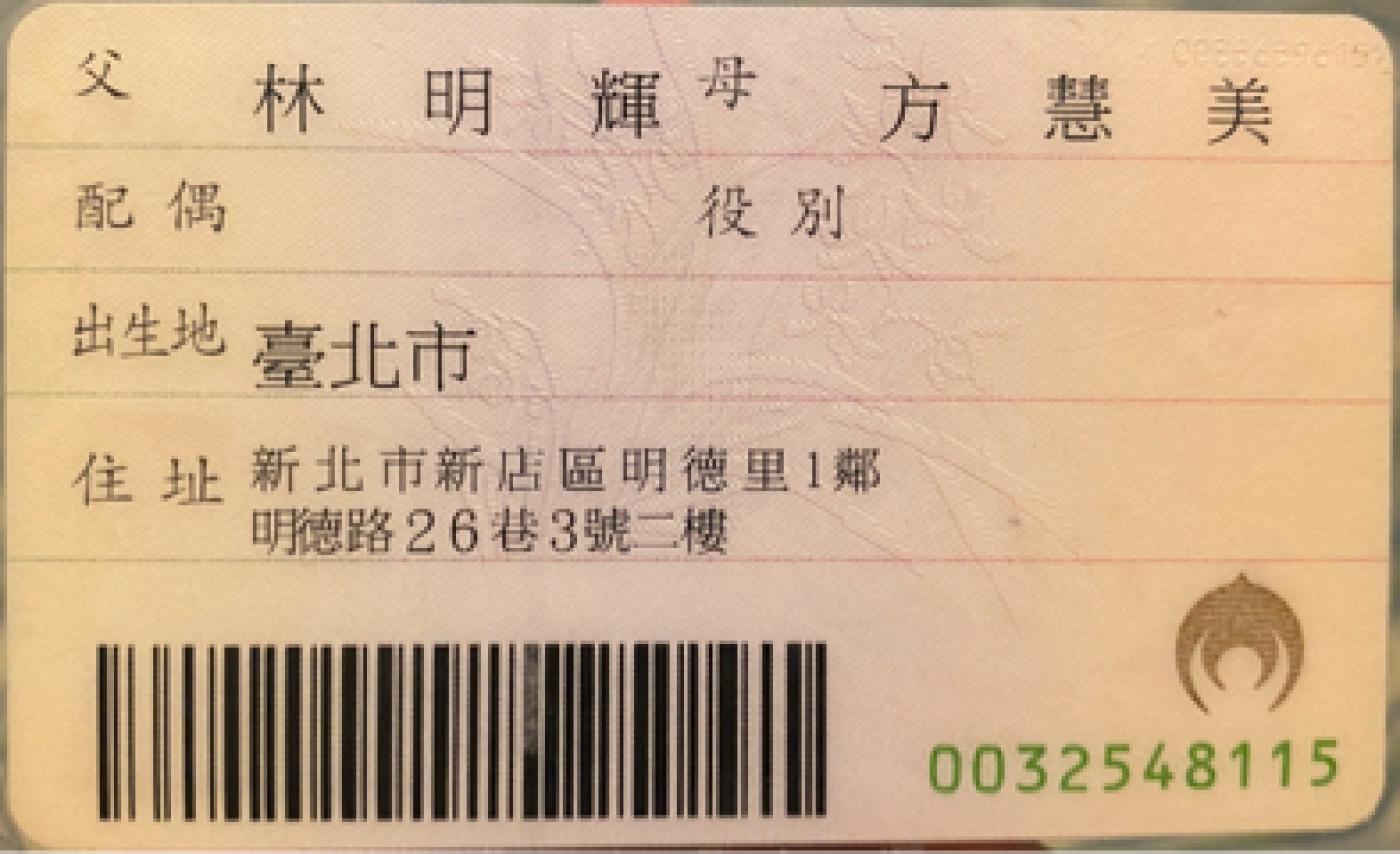 父 林明輝 母 方慧美
配偶 役別
出生地 臺北市
住址 新北市新店區明德里1鄰
明德路26巷3號二樓
0032548115